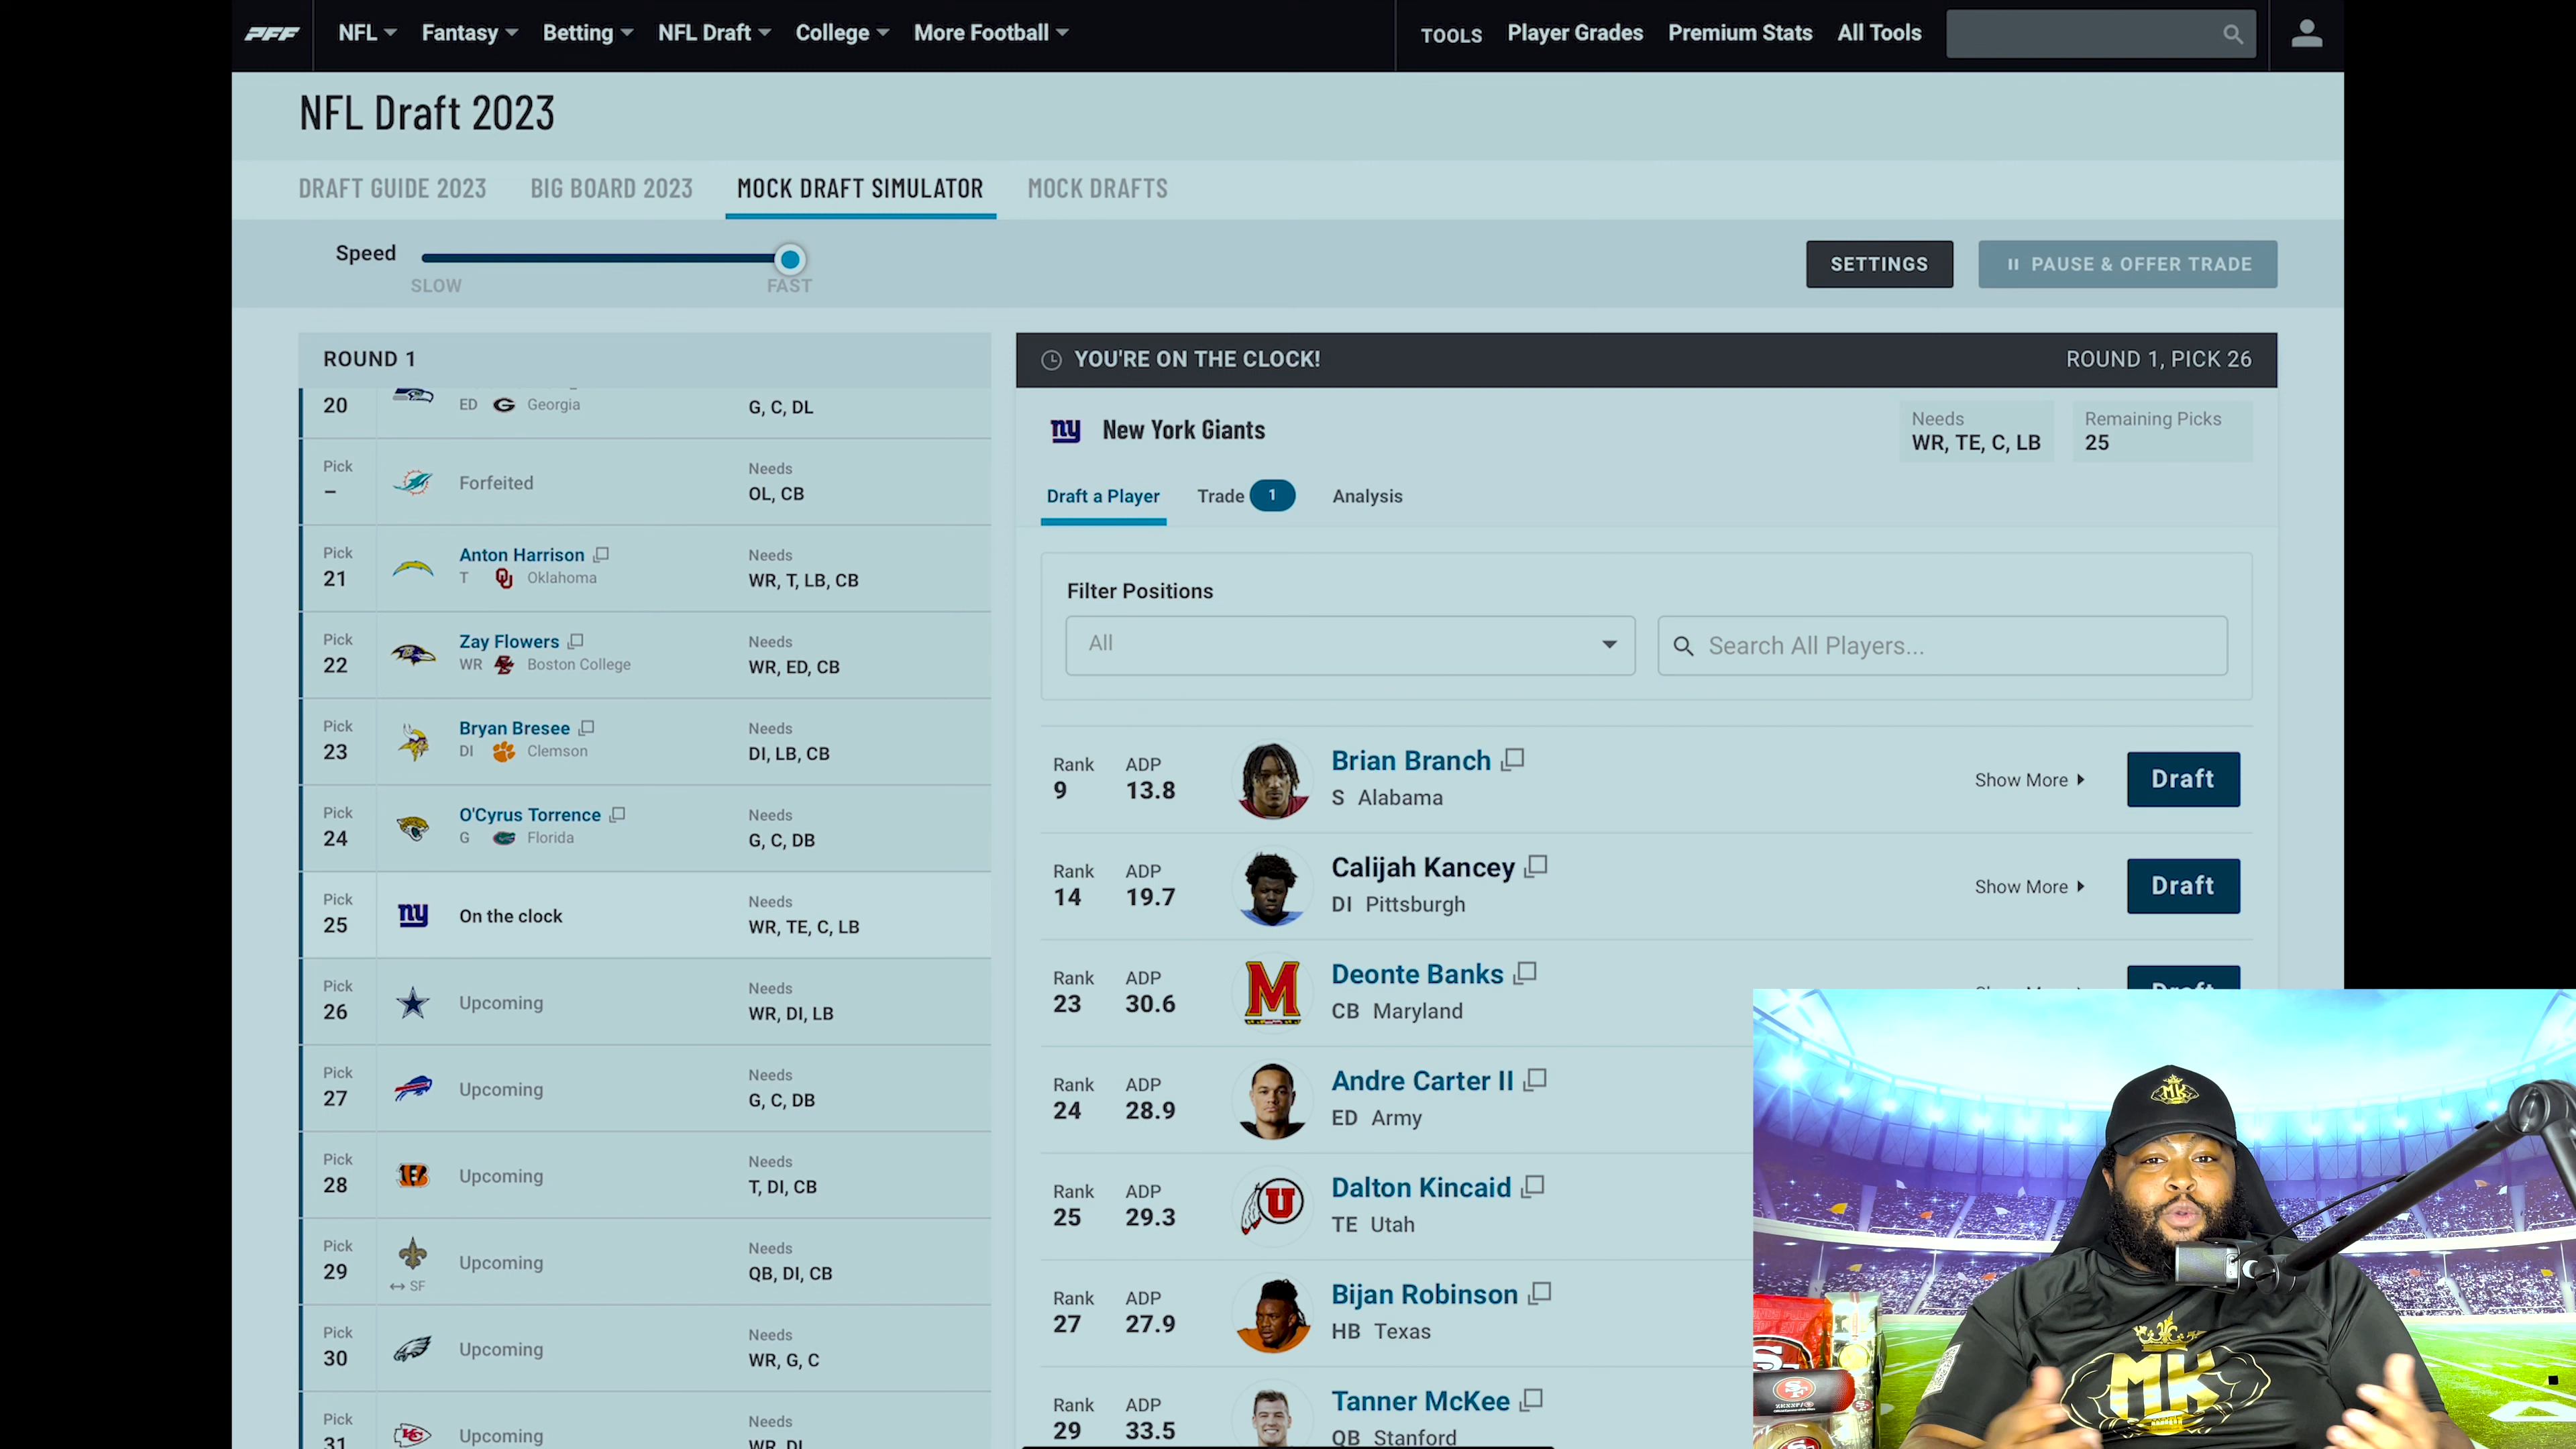 PFF
NFL
Fantasy
Betting
NFL Draft
College
More Football
TOOLS
Player Grades
Premium Stats
All Tools
NFL Draft 2023
DRAFT GUIDE 2023
BIG BOARD 2023
MOCK DRAFT SIMULATOR
MOCK DRAFTS
Speed
SLOW
FAST
SETTINGS
PAUSE & OFFER TRADE
ROUND 1
20
ED G Georgia
G, C, DL
Pick
–
Forfeited
Needs
OL, CB
Pick
21
Anton Harrison
T OU Oklahoma
Needs
WR, T, LB, CB
Pick
22
Zay Flowers
WR BC Boston College
Needs
WR, ED, CB
Pick
23
Bryan Bresee
DI Clemson
Needs
DI, LB, CB
Pick
24
O'Cyrus Torrence
G Florida
Needs
G, C, DB
Pick
25
ny
On the clock
Needs
WR, TE, C, LB
Pick
26
Upcoming
Needs
WR, DI, LB
Pick
27
Upcoming
Needs
G, C, DB
Pick
28
B
Upcoming
Needs
T, DI, CB
Pick
29
↔ SF
Upcoming
Needs
QB, DI, CB
Pick
30
Upcoming
Needs
WR, G, C
Pick
31
KC
Upcoming
Needs
WR, DI
YOU'RE ON THE CLOCK!
ROUND 1, PICK 26
ny New York Giants
Needs
WR, TE, C, LB
Remaining Picks
25
Draft a Player
Trade 1
Analysis
Filter Positions
All
Search All Players...
Rank
9
ADP
13.8
Brian Branch
S Alabama
Show More
Draft
Rank
14
ADP
19.7
Calijah Kancey
DI Pittsburgh
Show More
Draft
Rank
23
ADP
30.6
M
Deonte Banks
CB Maryland
Draft
Rank
24
ADP
28.9
Andre Carter II
ED Army
Rank
25
ADP
29.3
U
Dalton Kincaid
TE Utah
Rank
27
ADP
27.9
Bijan Robinson
HB Texas
Rank
29
ADP
33.5
Tanner McKee
QB Stanford
MK
MK
SF